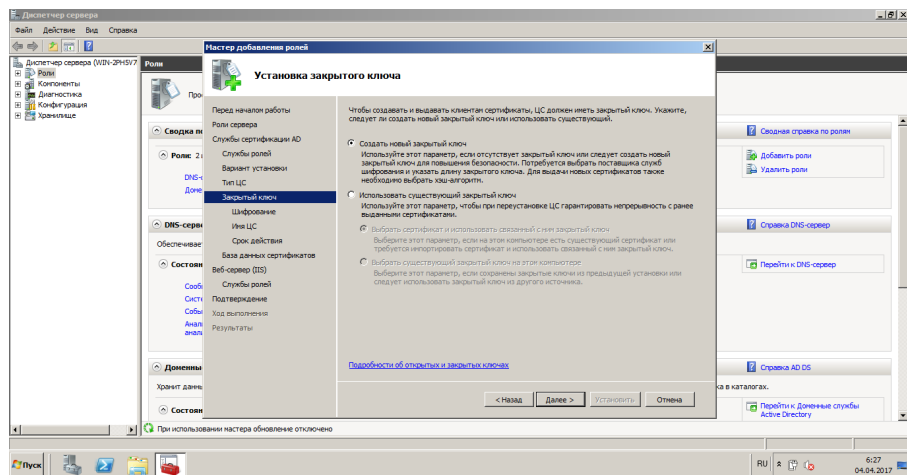 Диспетчер сервера
Файл Действие Вид Справка
Диспетчер сервера (WIN-2PH5V7
Роли
Компоненты
Диагностика
Конфигурация
Хранилище
Роли
Сводка
Роли:
DNS-
Доме
DNS-серве
Обеспечивает
Состоян
Сооб
Систе
Собы
Анал
анал
Доменны
Хранит данн
Состоян
При использовании мастера обновление отключено
Мастер добавления ролей
Установка закрытого ключа
Перед началом работы
Роли сервера
Службы сертификации AD
Службы ролей
Вариант установки
Тип ЦС
Закрытый ключ
Шифрование
Имя ЦС
Срок действия
База данных сертификатов
Веб-сервер (IIS)
Службы ролей
Подтверждение
Ход выполнения
Результаты
Чтобы создавать и выдавать клиентам сертификаты, ЦС должен иметь закрытый ключ. Укажите,
следует ли создать новый закрытый ключ или использовать существующий.
Создать новый закрытый ключ
Используйте этот параметр, если отсутствует закрытый ключ или следует создать новый
закрытый ключ для повышения безопасности. Потребуется выбрать поставщика служб
шифрования и указать длину закрытого ключа. Для выдачи новых сертификатов также
необходимо выбрать хэш-алгоритм.
Использовать существующий закрытый ключ
Используйте этот параметр, чтобы при переустановке ЦС гарантировать непрерывность с ранее
выданными сертификатами.
Выбрать сертификат и использовать связанный с ним закрытый ключ
Выберите этот параметр, если на этом компьютере есть существующий сертификат или
требуется импортировать сертификат и использовать связанный с ним закрытый ключ.
Выбрать существующий закрытый ключ на этом компьютере
Выберите этот параметр, если сохранены закрытые ключи из предыдущей установки или
следует использовать закрытый ключ из другого источника.
Подробности об открытых и закрытых ключах
< Назад Далее > Установить Отмена
Сводная справка по ролям
Добавить роли
Удалить роли
Справка DNS-сервер
Перейти к DNS-сервер
Справка AD DS
ка в каталогах.
Перейти к Доменные службы
Active Directory
Пуск
RU
6:27
04.04.2017